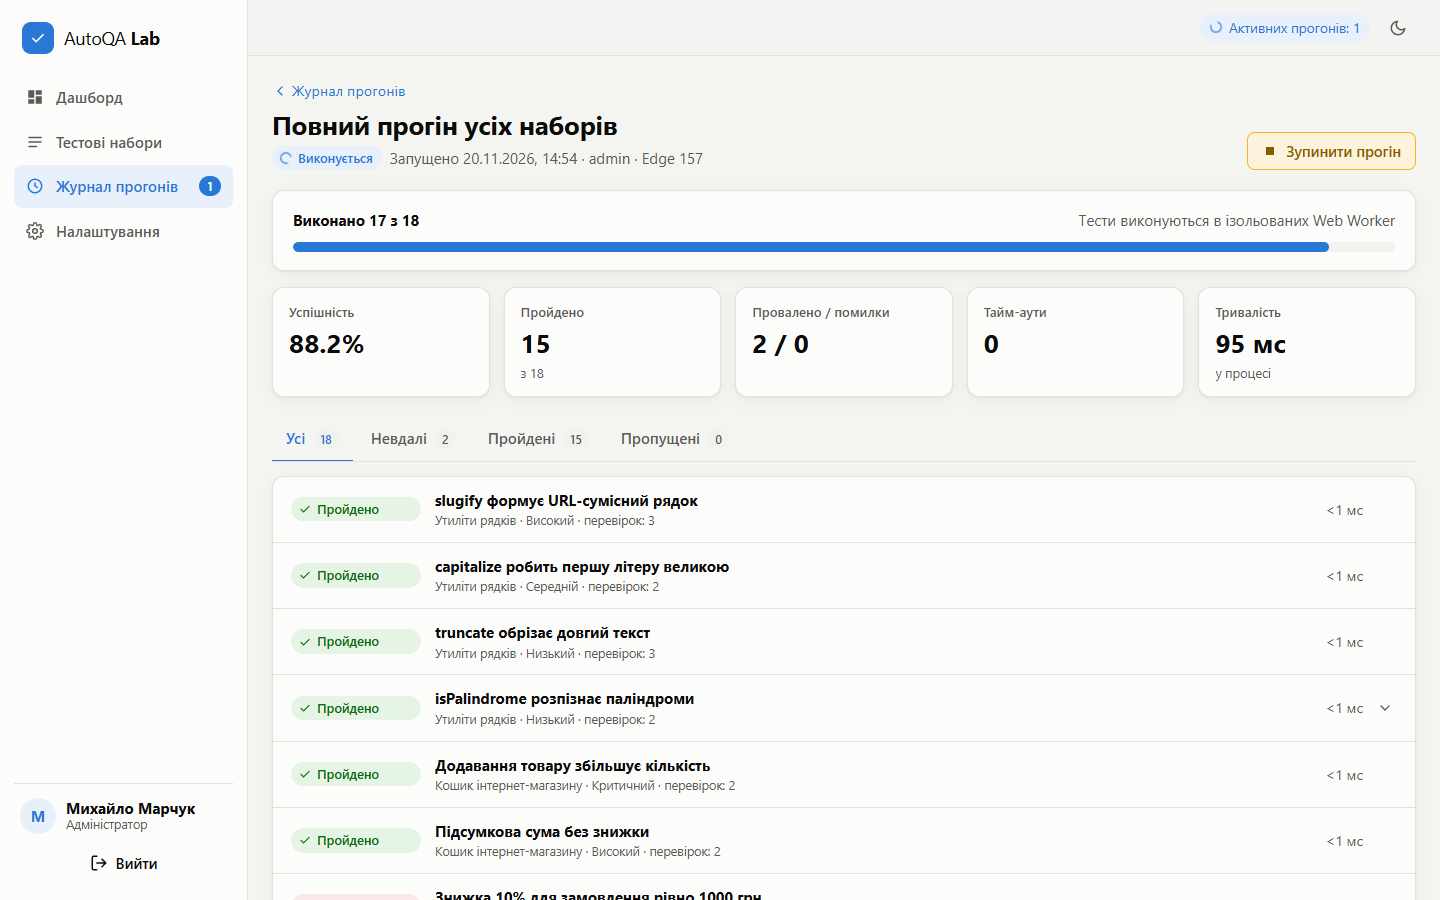 AutoQA Lab
Дашборд
Тестові набори
Журнал прогонів 1
Налаштування
М
Михайло Марчук
Адміністратор
Вийти
Активних прогонів: 1
Журнал прогонів
Повний прогін усіх наборів
Виконується Запущено 20.11.2026, 14:54 · admin · Edge 157
Зупинити прогін
Виконано 17 з 18
Тести виконуються в ізольованих Web Worker
Успішність
88.2%
Пройдено
15
з 18
Провалено / помилки
2 / 0
Тайм-аути
0
Тривалість
95 мс
у процесі
Усі 18
Невдалі 2
Пройдені 15
Пропущені 0
Пройдено
slugify формує URL-сумісний рядок
Утиліти рядків · Високий · перевірок: 3
<1 мс
Пройдено
capitalize робить першу літеру великою
Утиліти рядків · Середній · перевірок: 2
<1 мс
Пройдено
truncate обрізає довгий текст
Утиліти рядків · Низький · перевірок: 3
<1 мс
Пройдено
isPalindrome розпізнає паліндроми
Утиліти рядків · Низький · перевірок: 2
<1 мс
Пройдено
Додавання товару збільшує кількість
Кошик інтернет-магазину · Критичний · перевірок: 2
<1 мс
Пройдено
Підсумкова сума без знижки
Кошик інтернет-магазину · Високий · перевірок: 2
<1 мс
Знижка 10% для замовлення рівно 1000 грн